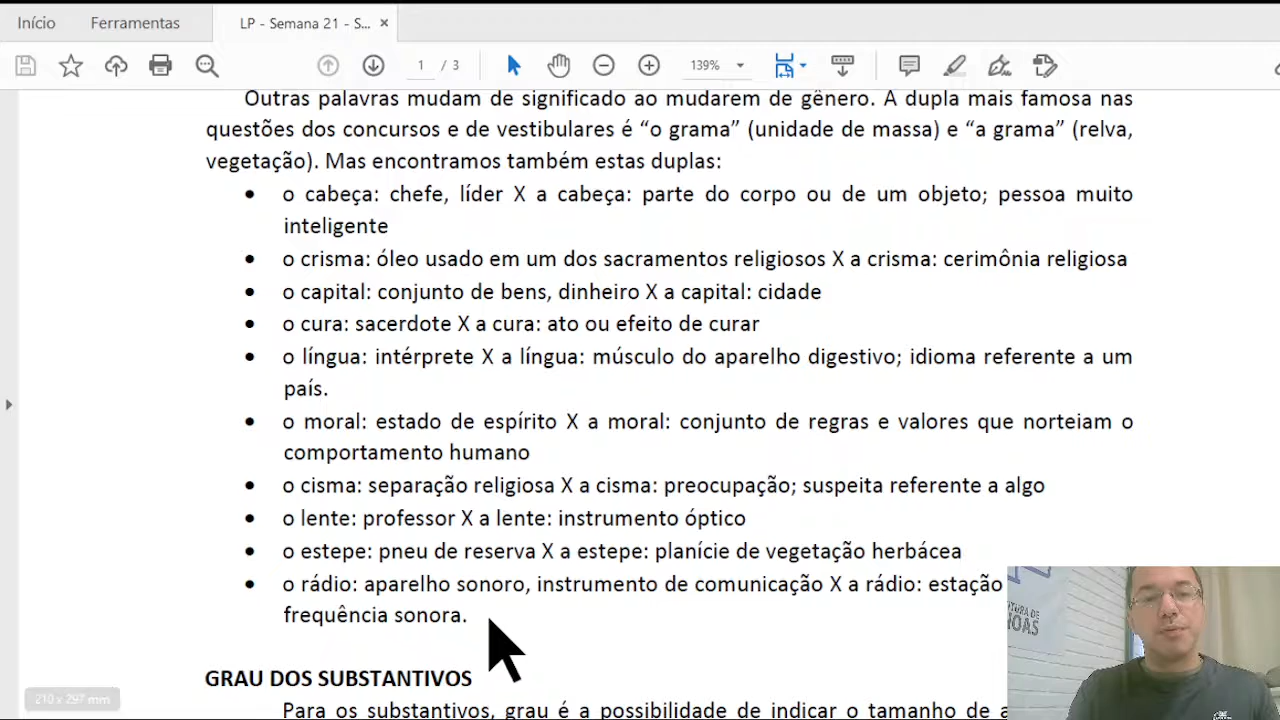 Início Ferramentas LP - Semana 21 - S... ×
1 / 3 139%
Outras palavras mudam de significado ao mudarem de gênero. A dupla mais famosa nas
questões dos concursos e de vestibulares é “o grama” (unidade de massa) e “a grama” (relva,
vegetação). Mas encontramos também estas duplas:
• o cabeça: chefe, líder X a cabeça: parte do corpo ou de um objeto; pessoa muito
inteligente
• o crisma: óleo usado em um dos sacramentos religiosos X a crisma: cerimônia religiosa
• o capital: conjunto de bens, dinheiro X a capital: cidade
• o cura: sacerdote X a cura: ato ou efeito de curar
• o língua: intérprete X a língua: músculo do aparelho digestivo; idioma referente a um
país.
• o moral: estado de espírito X a moral: conjunto de regras e valores que norteiam o
comportamento humano
• o cisma: separação religiosa X a cisma: preocupação; suspeita referente a algo
• o lente: professor X a lente: instrumento óptico
• o estepe: pneu de reserva X a estepe: planície de vegetação herbácea
• o rádio: aparelho sonoro, instrumento de comunicação X a rádio: estação
frequência sonora.
GRAU DOS SUBSTANTIVOS
210 x 297 mm
Para os substantivos, grau é a possibilidade de indicar o tamanho de